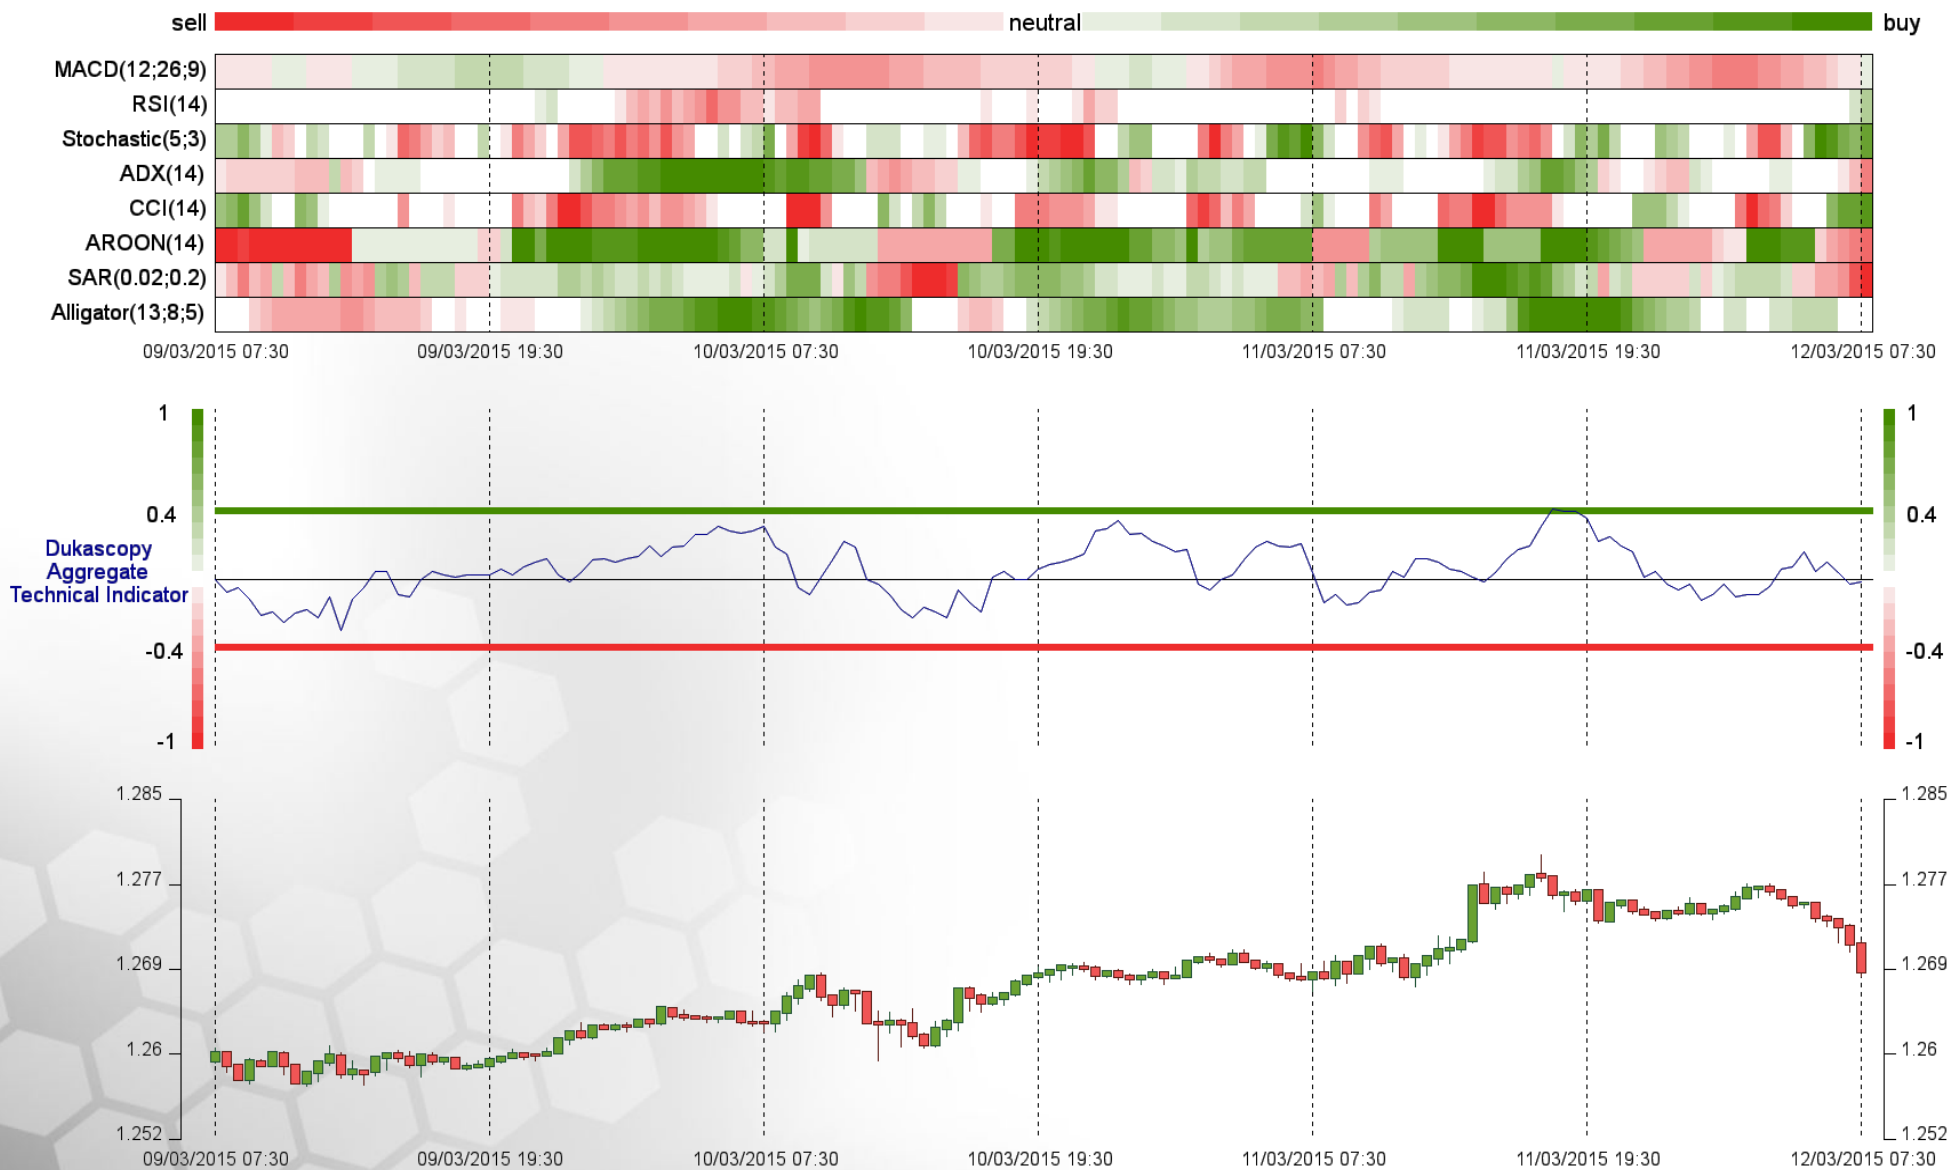 sell neutral buy
MACD(12;26;9)
RSI(14)
Stochastic(5;3)
ADX(14)
CCI(14)
AROON(14)
SAR(0.02;0.2)
Alligator(13;8;5)
09/03/2015 07:30 09/03/2015 19:30 10/03/2015 07:30 10/03/2015 19:30 11/03/2015 07:30 11/03/2015 19:30 12/03/2015 07:30
1 1
0.4 0.4
Dukascopy
Aggregate
Technical Indicator
-0.4 -0.4
-1 -1
1.285 1.285
1.277 1.277
1.269 1.269
1.26 1.26
1.252 1.252
09/03/2015 07:30 09/03/2015 19:30 10/03/2015 07:30 10/03/2015 19:30 11/03/2015 07:30 11/03/2015 19:30 12/03/2015 07:30